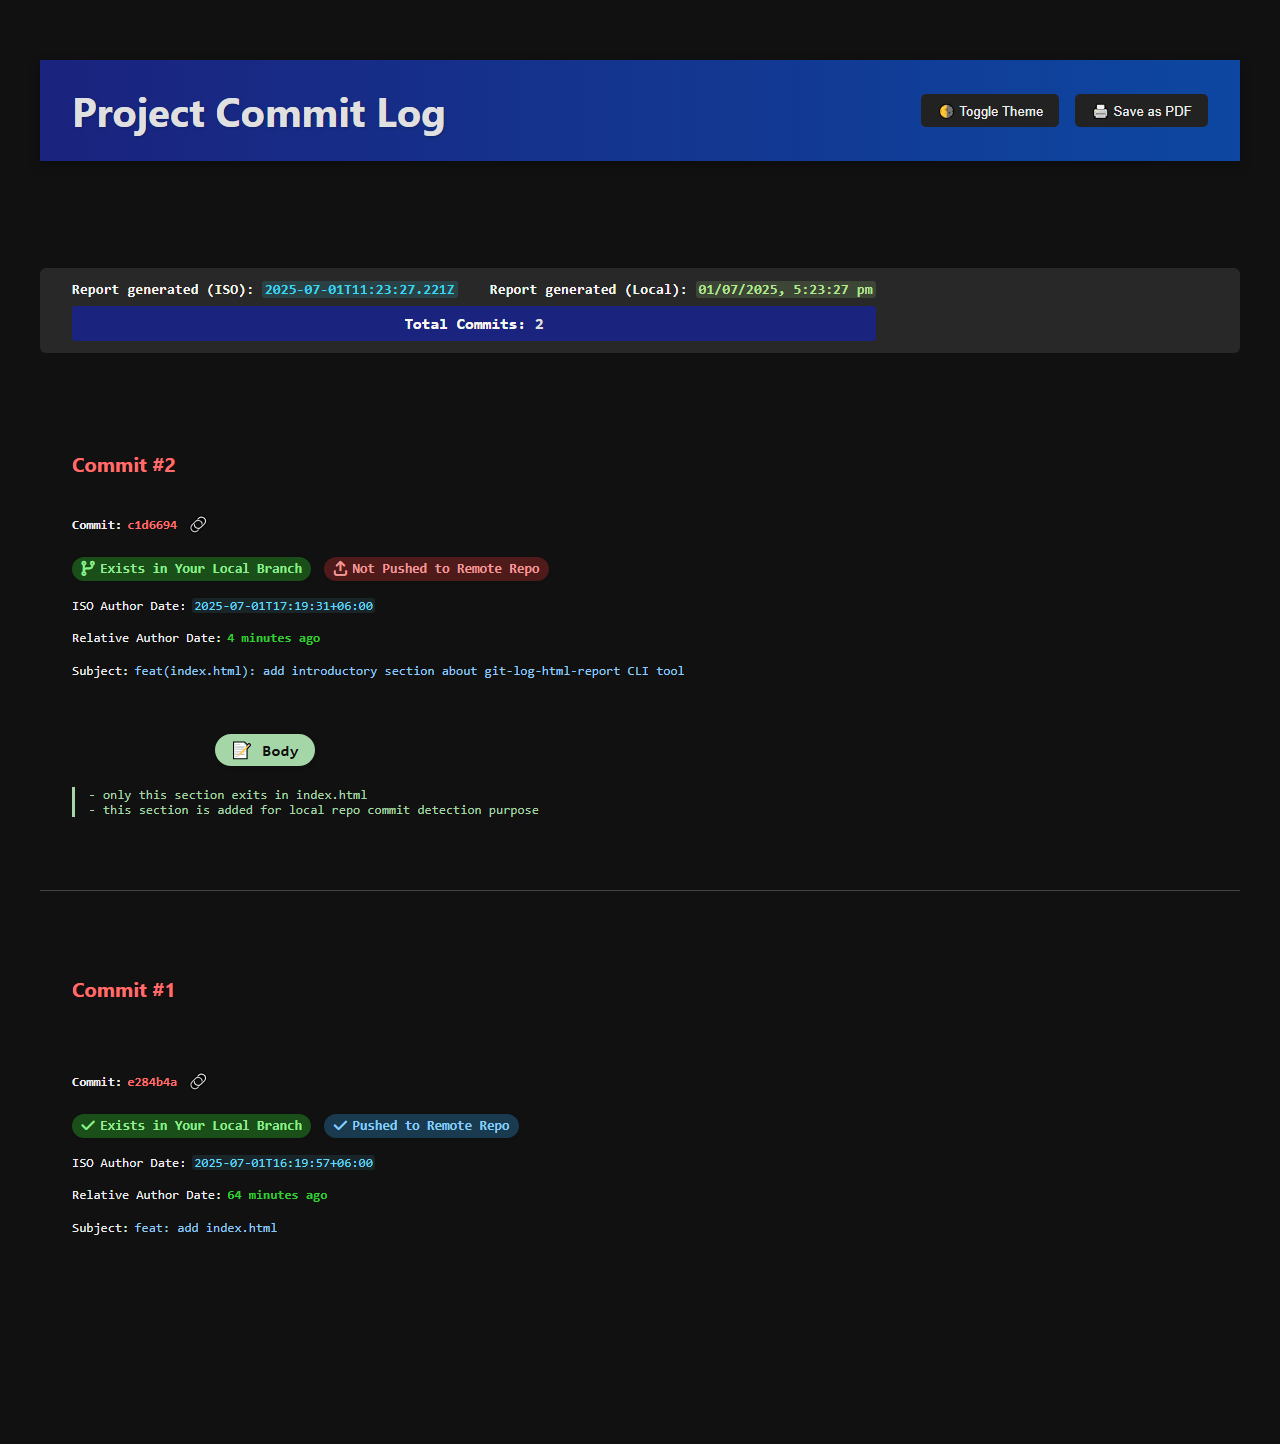 Project Commit Log
Toggle Theme
Save as PDF
Report generated (ISO): 2025-07-01T11:23:27.221Z Report generated (Local): 01/07/2025, 5:23:27 pm
Total Commits: 2
Commit #2
Commit: c1d6694
Exists in Your Local Branch
Not Pushed to Remote Repo
ISO Author Date: 2025-07-01T17:19:31+06:00
Relative Author Date: 4 minutes ago
Subject: feat(index.html): add introductory section about git-log-html-report CLI tool
Body
- only this section exits in index.html
- this section is added for local repo commit detection purpose
Commit #1
Commit: e284b4a
Exists in Your Local Branch
Pushed to Remote Repo
ISO Author Date: 2025-07-01T16:19:57+06:00
Relative Author Date: 64 minutes ago
Subject: feat: add index.html